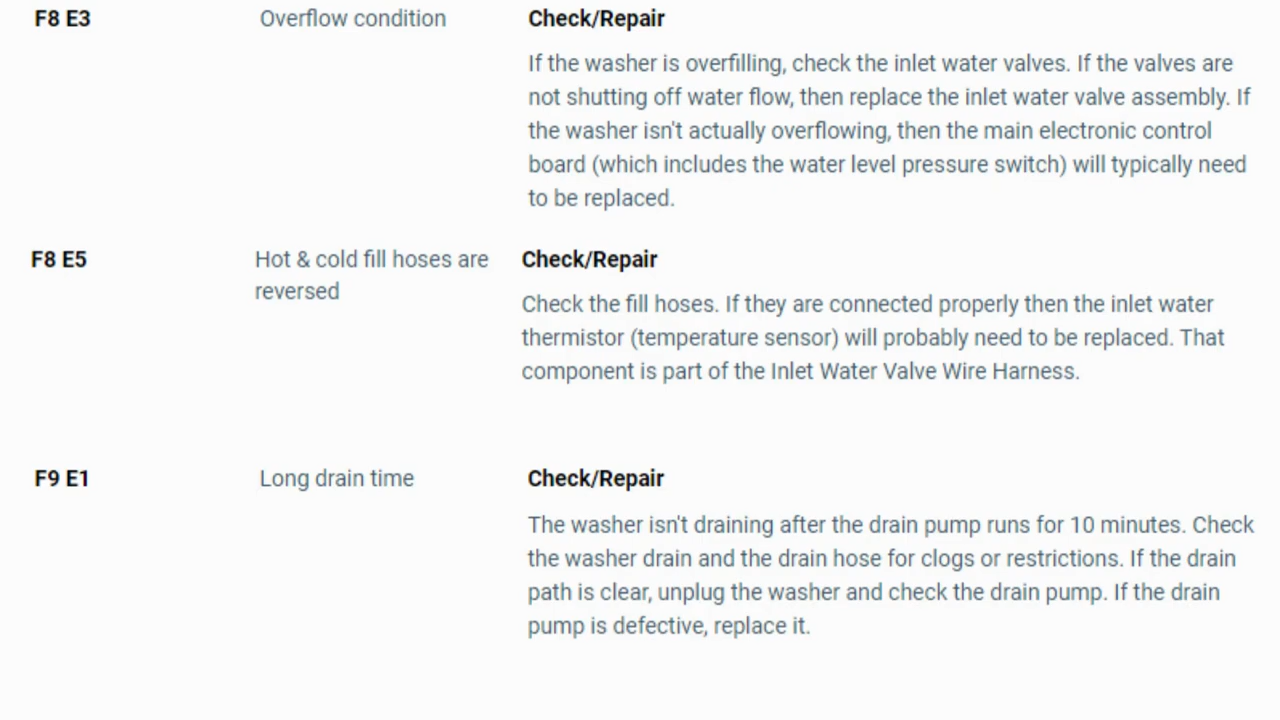 F8 E3 Overflow condition Check/Repair
If the washer is overfilling, check the inlet water valves. If the valves are
not shutting off water flow, then replace the inlet water valve assembly. If
the washer isn't actually overflowing, then the main electronic control
board (which includes the water level pressure switch) will typically need
to be replaced.
F8 E5 Hot & cold fill hoses are Check/Repair
reversed
Check the fill hoses. If they are connected properly then the inlet water
thermistor (temperature sensor) will probably need to be replaced. That
component is part of the Inlet Water Valve Wire Harness.
F9 E1 Long drain time Check/Repair
The washer isn't draining after the drain pump runs for 10 minutes. Check
the washer drain and the drain hose for clogs or restrictions. If the drain
path is clear, unplug the washer and check the drain pump. If the drain
pump is defective, replace it.